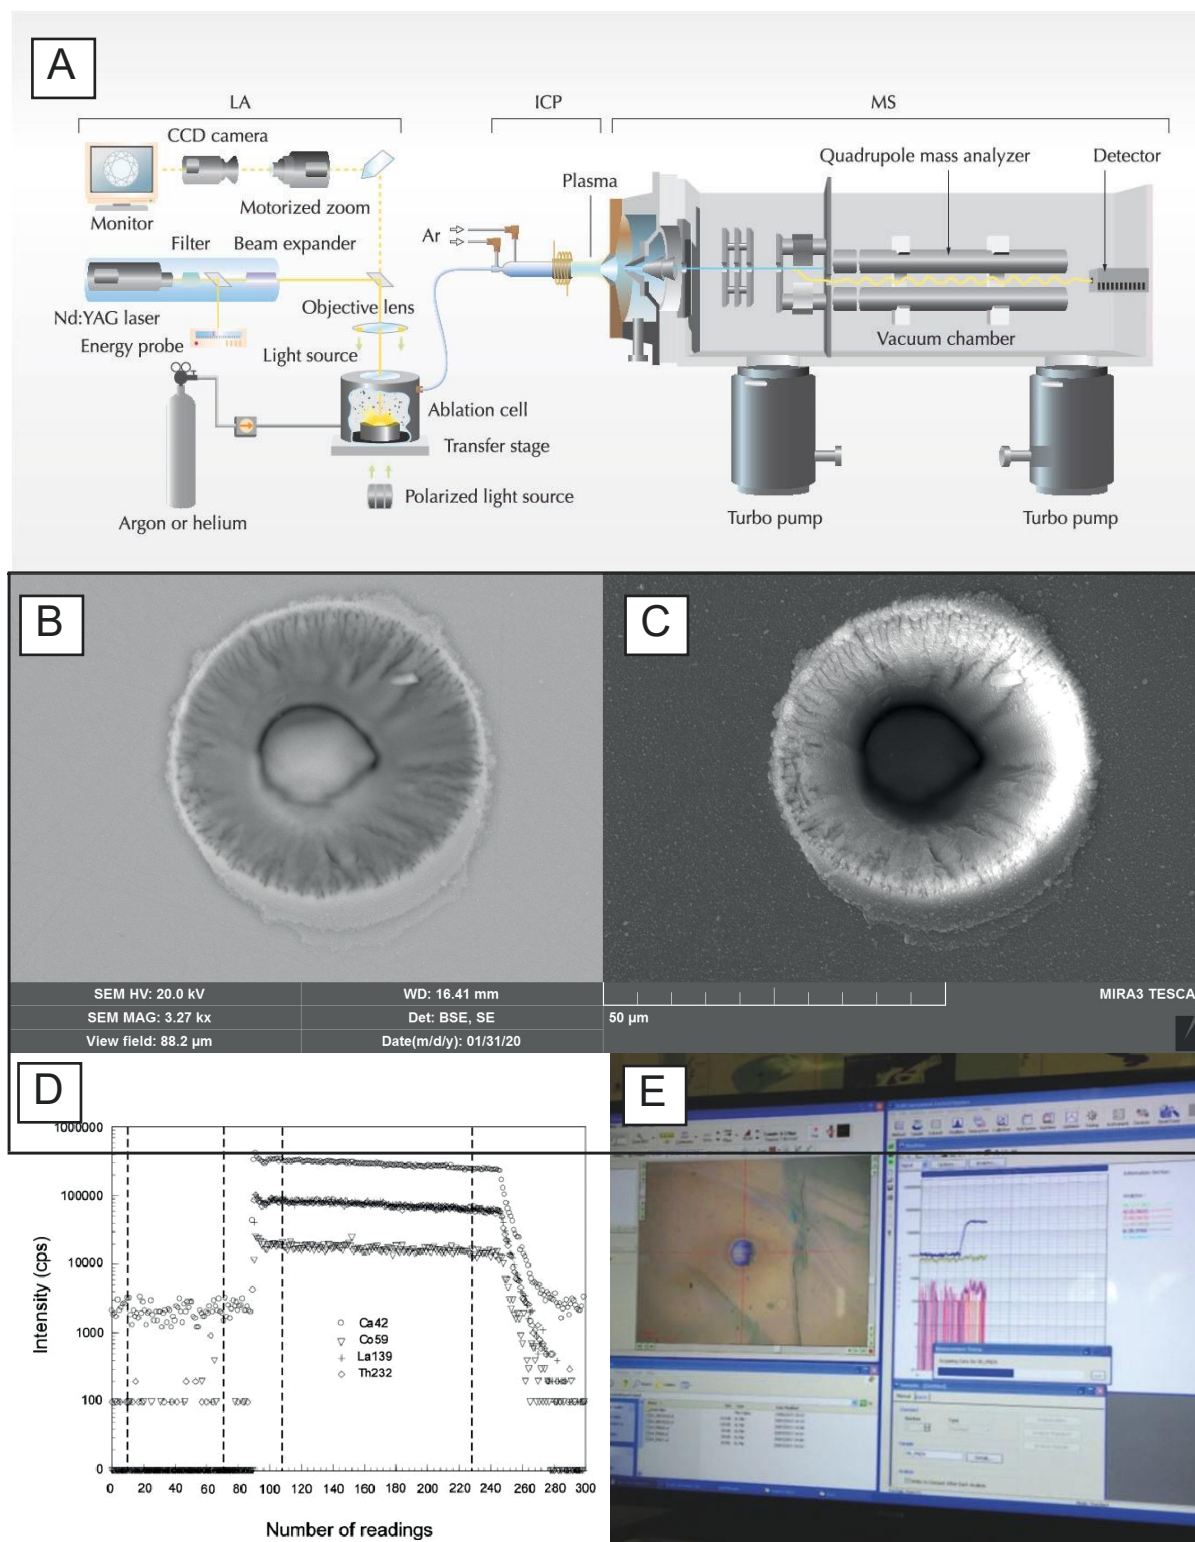 A
LA
ICP
MS
CCD camera
Quadrupole mass analyzer
Detector
Plasma
Motorized zoom
Monitor
Ar
Filter
Beam expander
Nd:YAG laser
Objective lens
Energy probe
Light source
Vacuum chamber
Ablation cell
Transfer stage
Polarized light source
Argon or helium
Turbo pump
Turbo pump
B
C
SEM HV: 20.0 kV
WD: 16.41 mm
MIRA3 TESCA
SEM MAG: 3.27 kx
Det: BSE, SE
50 µm
View field: 88.2 µm
Date(m/d/y): 01/31/20
D
E
1000000
100000
10000
1000
100
0
Intensity (cps)
Ca42
Co59
La139
Th232
0 20 40 60 80 100 120 140 160 180 200 220 240 260 280 300
Number of readings